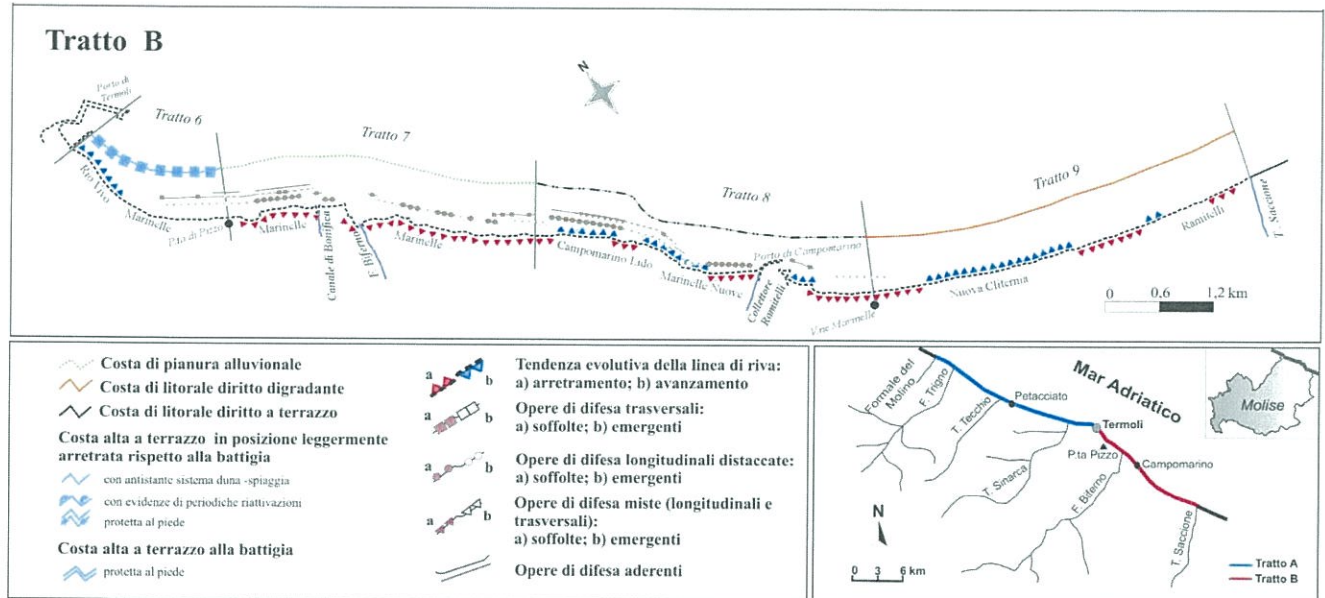 Tratto B
Porto di
Termoli
Tratto 6
Tratto 7
N
Tratto 8
Tratto 9
Rio Vivo
Marinelle
P.ta di Pizzo
Marinelle
Canale di Bonifica
F. Biferno
Marinelle
Campomarino Lido
Marinelle Nuove
Porto di Campomarino
Collettore
Ramitelli
V.ne Marinelle
Nuova Cliternia
Ramitelli
T. Saccione
0 0,6 1,2 km
Costa di pianura alluvionale
Costa di litorale diritto digradante
Costa di litorale diritto a terrazzo
Costa alta a terrazzo in posizione leggermente
arretrata rispetto alla battigia
con antistante sistema duna -spiaggia
con evidenze di periodiche riattivazioni
protetta al piede
Costa alta a terrazzo alla battigia
protetta al piede
a b Tendenza evolutiva della linea di riva:
a) arretramento; b) avanzamento
a b Opere di difesa trasversali:
a) soffolte; b) emergenti
a b Opere di difesa longitudinali distaccate:
a) soffolte; b) emergenti
a b Opere di difesa miste (longitudinali e
trasversali):
a) soffolte; b) emergenti
Opere di difesa aderenti
Formale del
Molino
F. Trigno
T. Tecchio
Petacciato
Mar Adriatico
Molise
Termoli
P.ta Pizzo
Campomarino
T. Sinarca
F. Biferno
T. Saccione
N
0 3 6 km
Tratto A
Tratto B